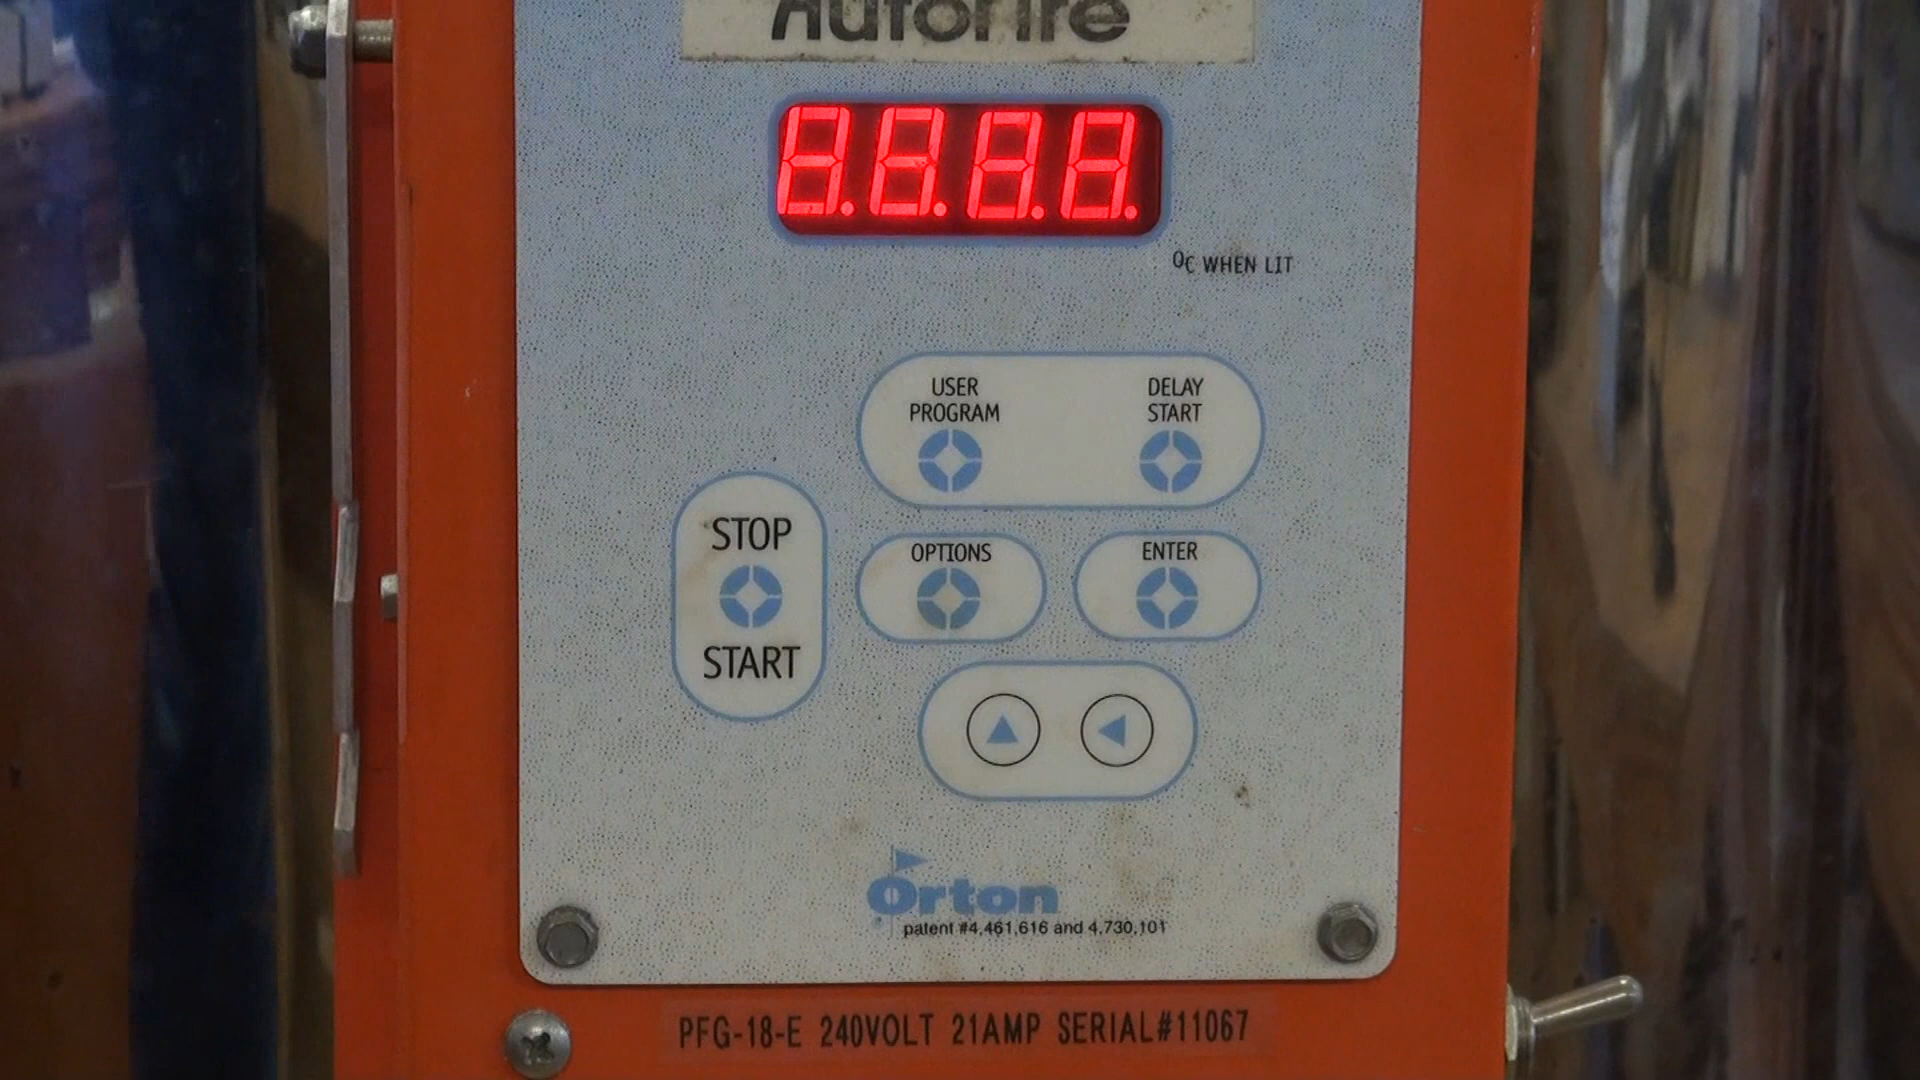 AutoFire
8.8.8.8.
°C WHEN LIT
USER
PROGRAM
DELAY
START
STOP
START
OPTIONS
ENTER
Orton
patent #4,461,616 and 4,730,101
PFG-18-E 240VOLT 21AMP SERIAL#11067